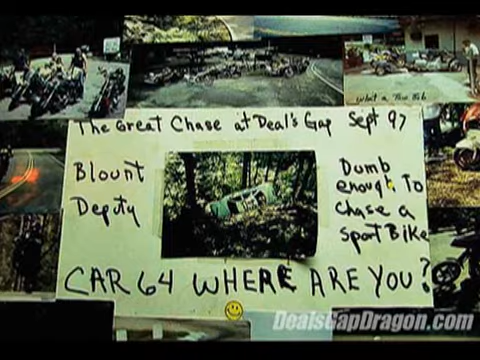 The Great Chase at Deal's Gap Sept 97
Blount
Deputy
Dumb
enough To
chase a
sport Bike
CAR 64 WHERE ARE YOU?
DealsGapDragon.com